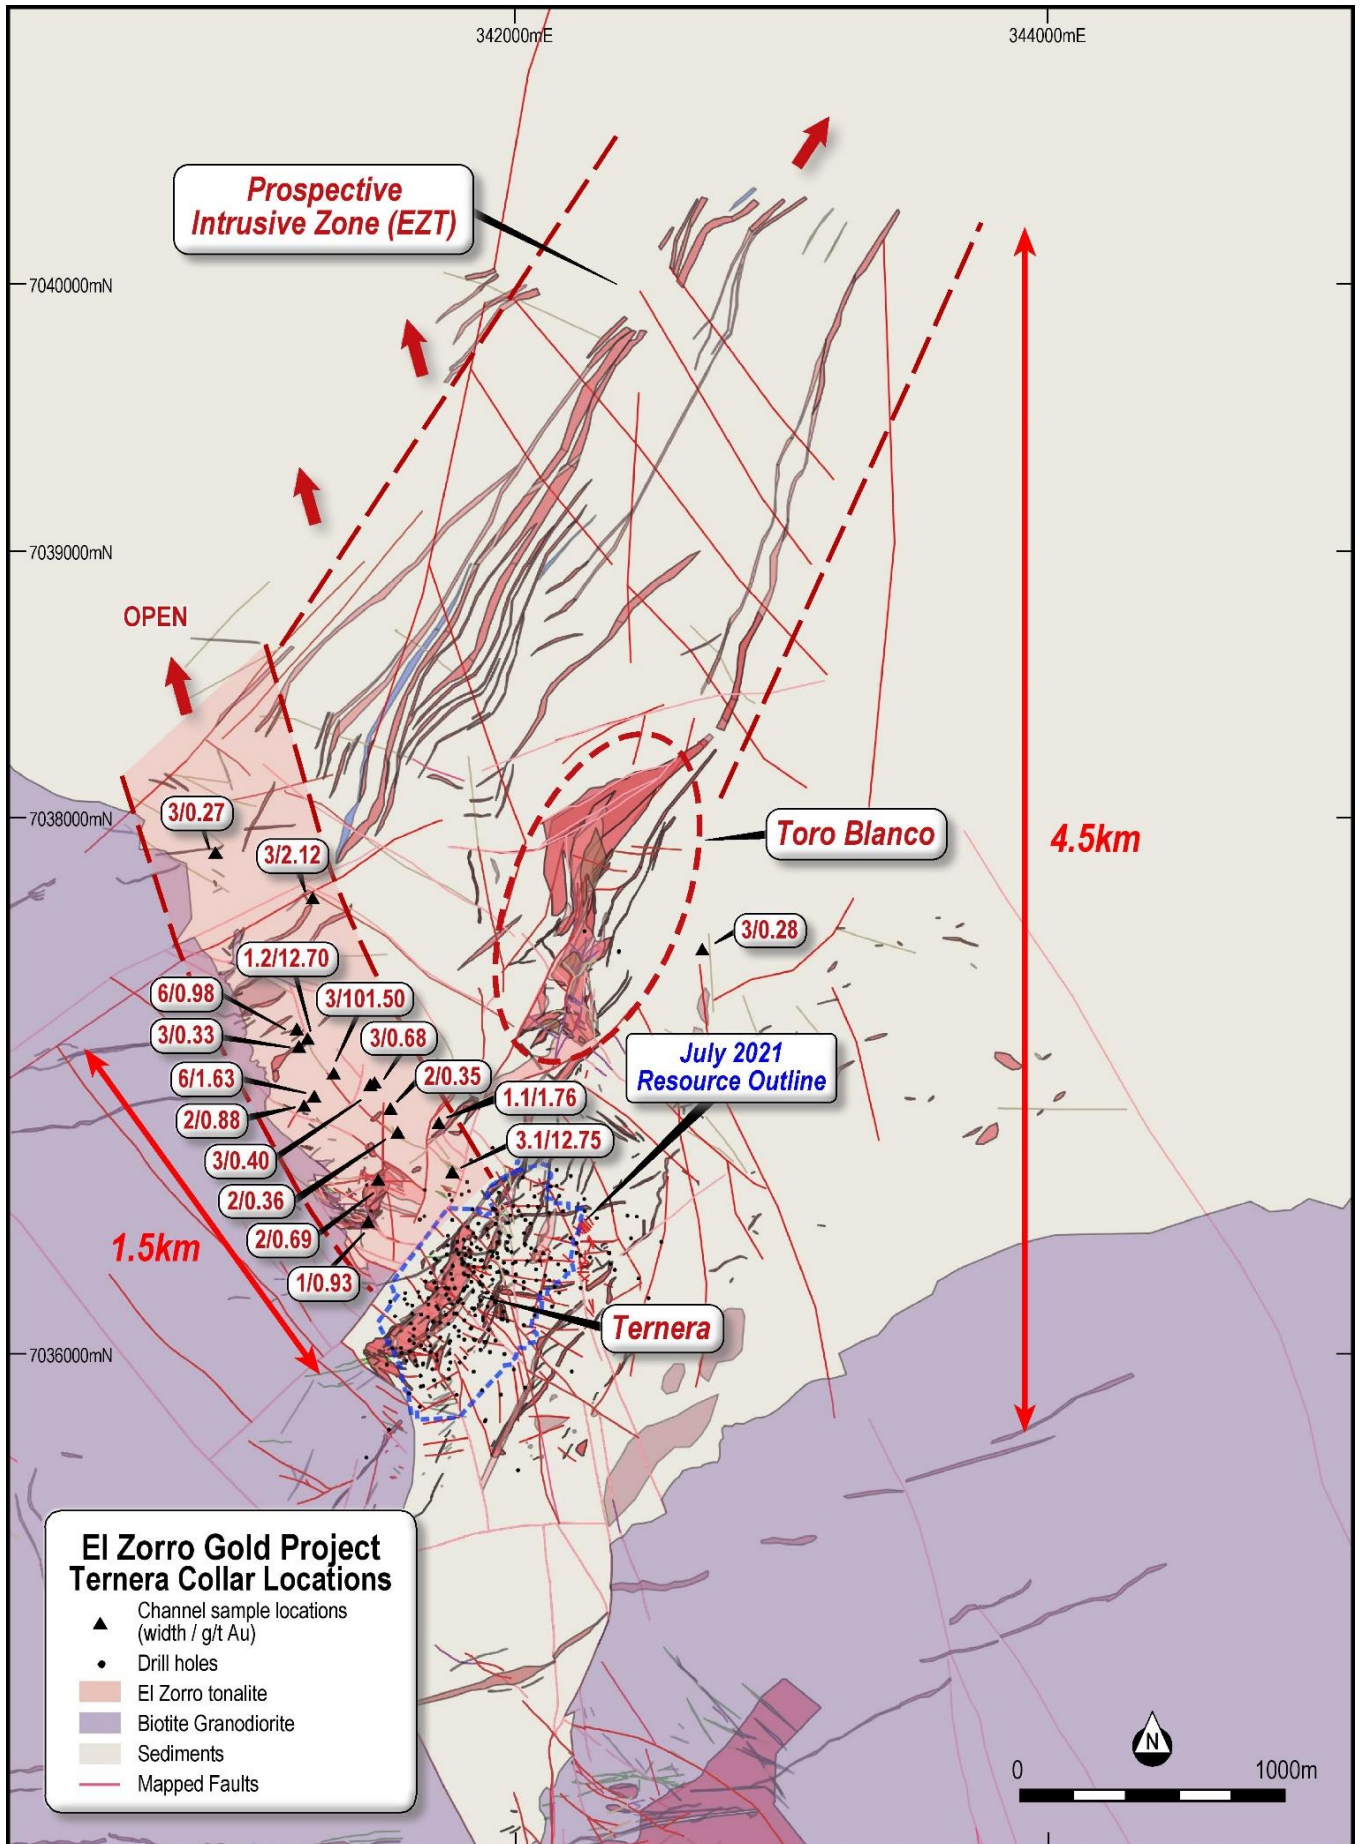 342000mE
344000mE
Prospective
Intrusive Zone (EZT)
7040000mN
7039000mN
OPEN
3/0.27
7038000mN
3/2.12
Toro Blanco
4.5km
3/0.28
1.2/12.70
6/0.98
3/101.50
3/0.33
3/0.68
July 2021
Resource Outline
6/1.63
2/0.35
2/0.88
1.1/1.76
3/0.40
3.1/12.75
2/0.36
2/0.69
1.5km
1/0.93
Ternera
7036000mN
El Zorro Gold Project
Ternera Collar Locations
Channel sample locations
(width / g/t Au)
Drill holes
El Zorro tonalite
Biotite Granodiorite
Sediments
Mapped Faults
N
0 1000m